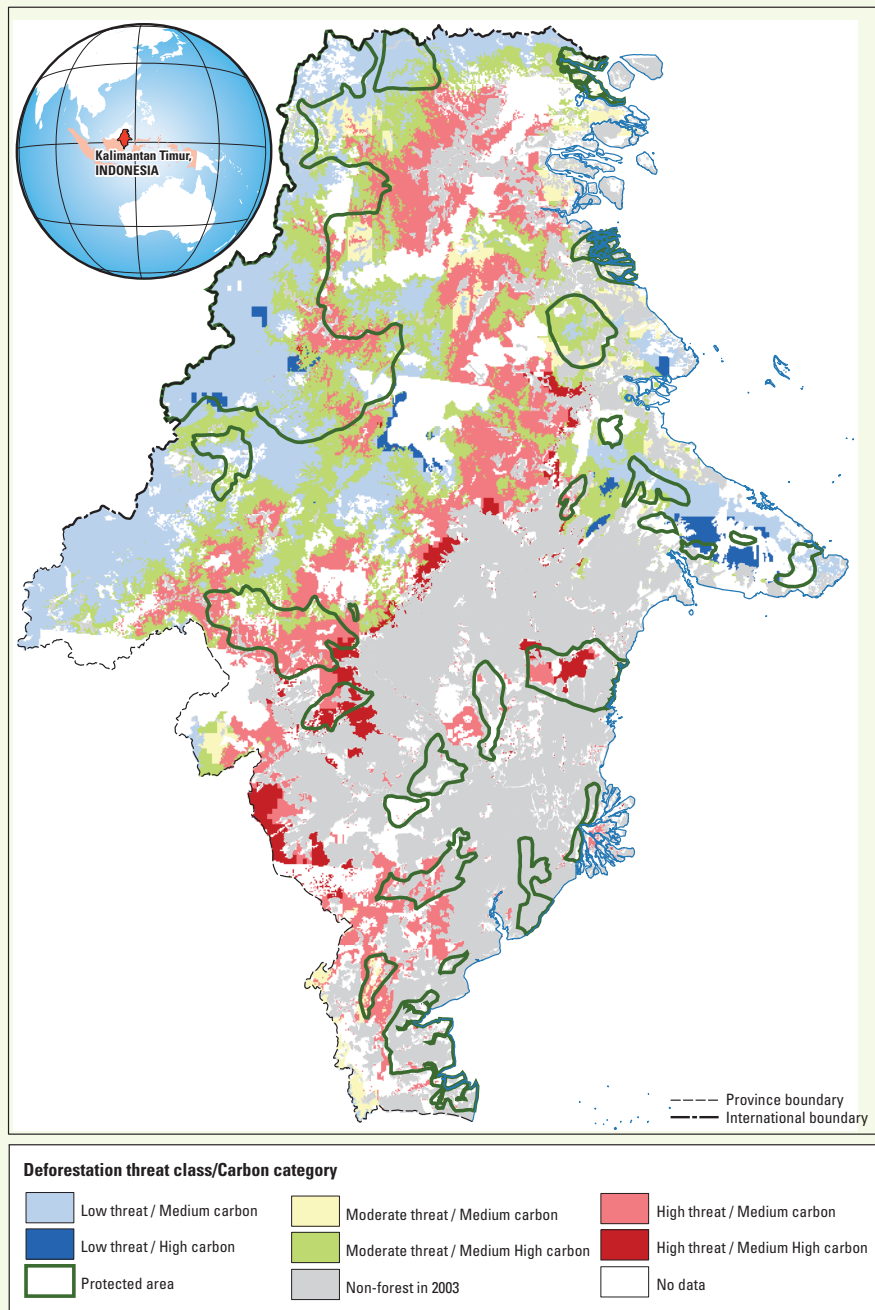 Kalimantan Timur,
INDONESIA
Province boundary
International boundary
Deforestation threat class/Carbon category
Low threat / Medium carbon
Moderate threat / Medium carbon
High threat / Medium carbon
Low threat / High carbon
Moderate threat / Medium High carbon
High threat / Medium High carbon
Protected area
Non-forest in 2003
No data